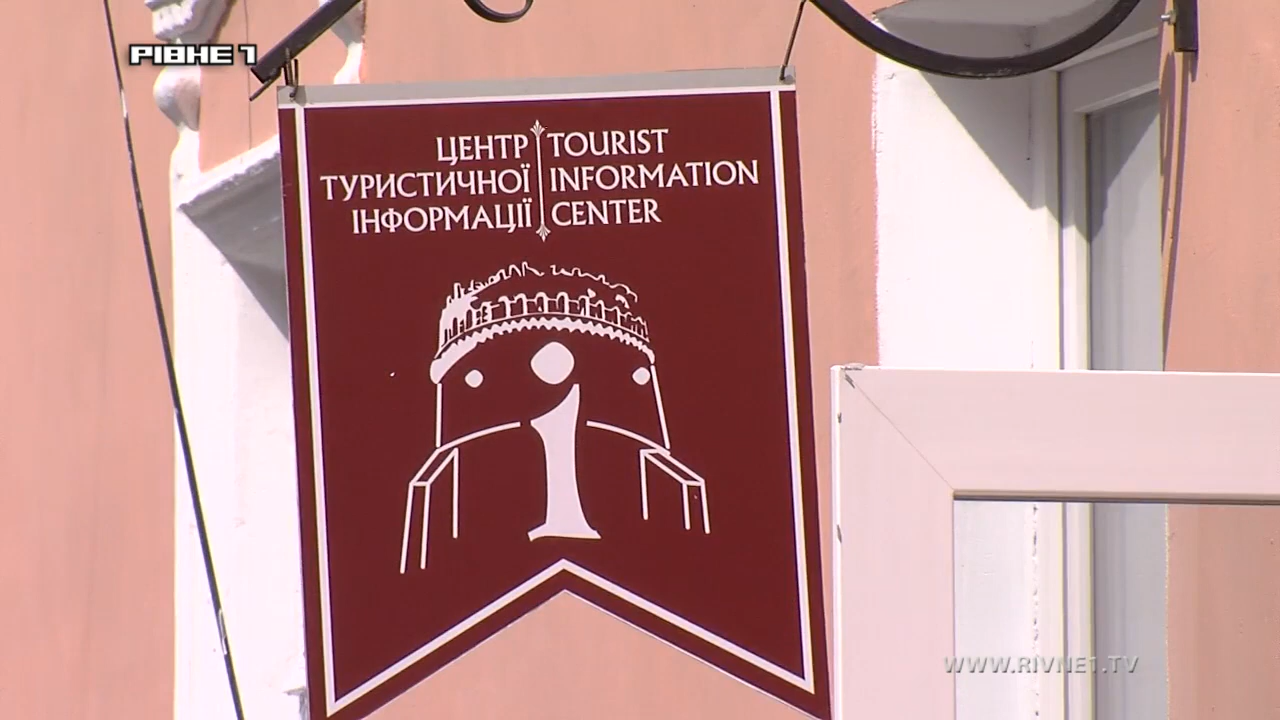 РІВНЕ 1
ЦЕНТР
ТУРИСТИЧНОЇ
ІНФОРМАЦІЇ
TOURIST
INFORMATION
CENTER
i
WWW.RIVNE1.TV